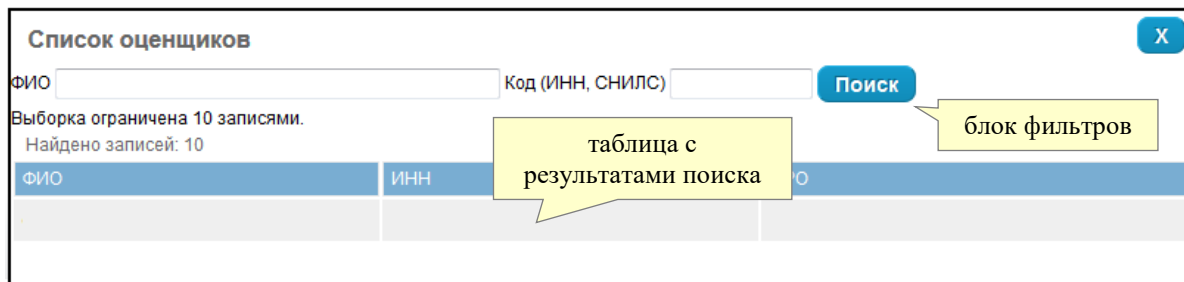 Список оценщиков
X
ФИО
Код (ИНН, СНИЛС)
Поиск
Выборка ограничена 10 записями.
блок фильтров
Найдено записей: 10
таблица с
результатами поиска
ФИО
ИНН